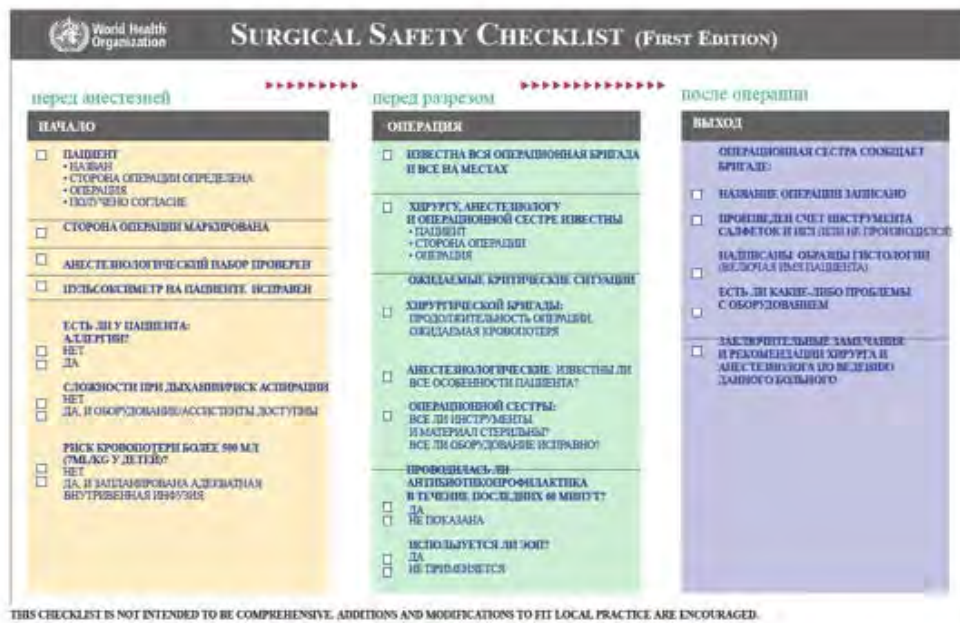 World Health
Organization
SURGICAL SAFETY CHECKLIST (FIRST EDITION)
перед анестезией
НАЧАЛО
ПАЦИЕНТ
• НАЗВАН
• СТОРОНА ОПЕРАЦИИ ОПРЕДЕЛЕНА
• ОПЕРАЦИЯ
• ПОЛУЧЕНО СОГЛАСИЕ
СТОРОНА ОПЕРАЦИИ МАРКИРОВАНА
АНЕСТЕЗИОЛОГИЧЕСКИЙ НАБОР ПРОВЕРЕН
ПУЛЬСОКСИМЕТР НА ПАЦИЕНТЕ ИСПРАВЕН
ЕСТЬ ЛИ У ПАЦИЕНТА:
АЛЛЕРГИЯ?
НЕТ
ДА
СЛОЖНОСТИ ПРИ ДЫХАНИИ/РИСК АСПИРАЦИИ
НЕТ
ДА, И ОБОРУДОВАНИЕ/АССИСТЕНТЫ ДОСТУПНЫ
РИСК КРОВОПОТЕРИ БОЛЕЕ 500 МЛ
(7ML/KG У ДЕТЕЙ)?
НЕТ
ДА, И ЗАПЛАНИРОВАНА АДЕКВАТНАЯ
ВНУТРИВЕННАЯ ИНФУЗИЯ
перед разрезом
ОПЕРАЦИЯ
ИЗВЕСТНА ВСЯ ОПЕРАЦИОННАЯ БРИГАДА
И ВСЕ НА МЕСТАХ
ХИРУРГУ, АНЕСТЕЗИОЛОГУ
И ОПЕРАЦИОННОЙ СЕСТРЕ ИЗВЕСТНЫ
• ПАЦИЕНТ
• СТОРОНА ОПЕРАЦИИ
• ОПЕРАЦИЯ
ОЖИДАЕМЫЕ КРИТИЧЕСКИЕ СИТУАЦИИ
ХИРУРГИЧЕСКОЙ БРИГАДЫ:
ПРОДОЛЖИТЕЛЬНОСТЬ ОПЕРАЦИИ,
ОЖИДАЕМАЯ КРОВОПОТЕРЯ
АНЕСТЕЗИОЛОГИЧЕСКИЕ: ИЗВЕСТНЫ ЛИ
ВСЕ ОСОБЕННОСТИ ПАЦИЕНТА?
ОПЕРАЦИОННОЙ СЕСТРЫ:
ВСЕ ЛИ ИНСТРУМЕНТЫ
И МАТЕРИАЛ СТЕРИЛЬНЫ?
ВСЕ ЛИ ОБОРУДОВАНИЕ ИСПРАВНО?
ПРОВОДИЛАСЬ ЛИ
АНТИБИОТИКОПРОФИЛАКТИКА
В ТЕЧЕНИЕ ПОСЛЕДНИХ 60 МИНУТ?
ДА
НЕ ПОКАЗАНА
ИСПОЛЬЗУЕТСЯ ЛИ ЭОП?
ДА
НЕ ПРИМЕНЯЕТСЯ
после операции
ВЫХОД
ОПЕРАЦИОННАЯ СЕСТРА СООБЩАЕТ
БРИГАДЕ:
НАЗВАНИЕ ОПЕРАЦИИ ЗАПИСАНО
ПРОИЗВЕДЕН СЧЕТ ИНСТРУМЕНТА
САЛФЕТОК И ИГЛ (ИЛИ НЕ ПРОИЗВОДИЛСЯ)
НАДПИСАНЫ ОБРАЗЦЫ ГИСТОЛОГИИ
(ВКЛЮЧАЯ ИМЯ ПАЦИЕНТА)
ЕСТЬ ЛИ КАКИЕ-ЛИБО ПРОБЛЕМЫ
С ОБОРУДОВАНИЕМ
ЗАКЛЮЧИТЕЛЬНЫЕ ЗАМЕЧАНИЯ
И РЕКОМЕНДАЦИИ ХИРУРГА И
АНЕСТЕЗИОЛОГА ПО ВЕДЕНИЮ
ДАННОГО БОЛЬНОГО
THIS CHECKLIST IS NOT INTENDED TO BE COMPREHENSIVE. ADDITIONS AND MODIFICATIONS TO FIT LOCAL PRACTICE ARE ENCOURAGED.